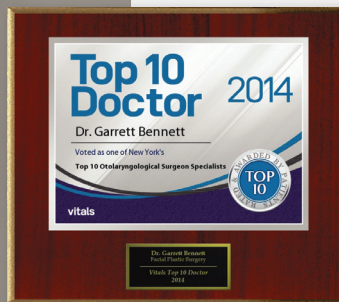 Top 10
Doctor 2014
Dr. Garrett Bennett
Voted as one of New York's
Top 10 Otolaryngological Surgeon Specialists
RATED & AWARDED BY PATIENTS
TOP
10
vitals
Dr. Garrett Bennett
Facial Plastic Surgery
Vitals Top 10 Doctor
2014